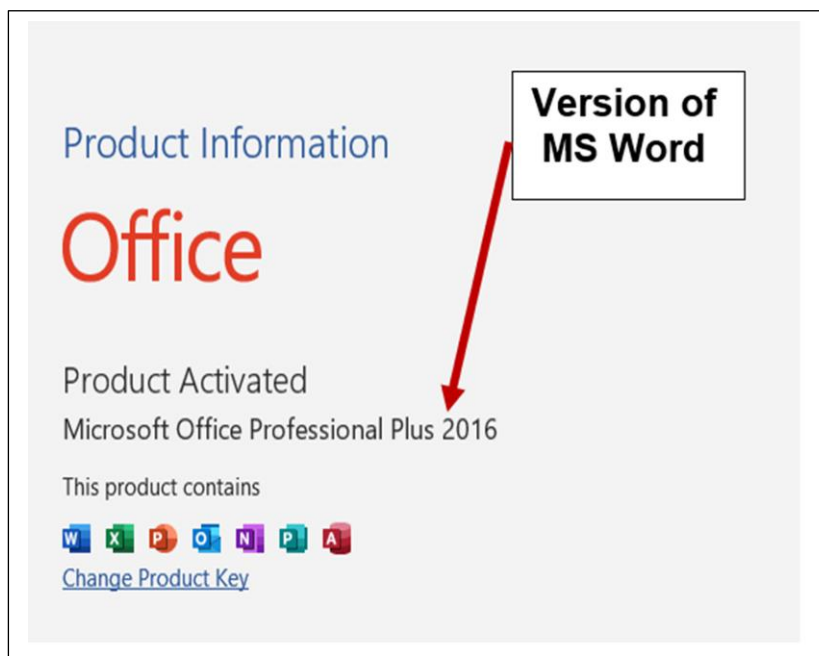 Version of
MS Word
Product Information
Office
Product Activated
Microsoft Office Professional Plus 2016
This product contains
W X P O N P A
Change Product Key